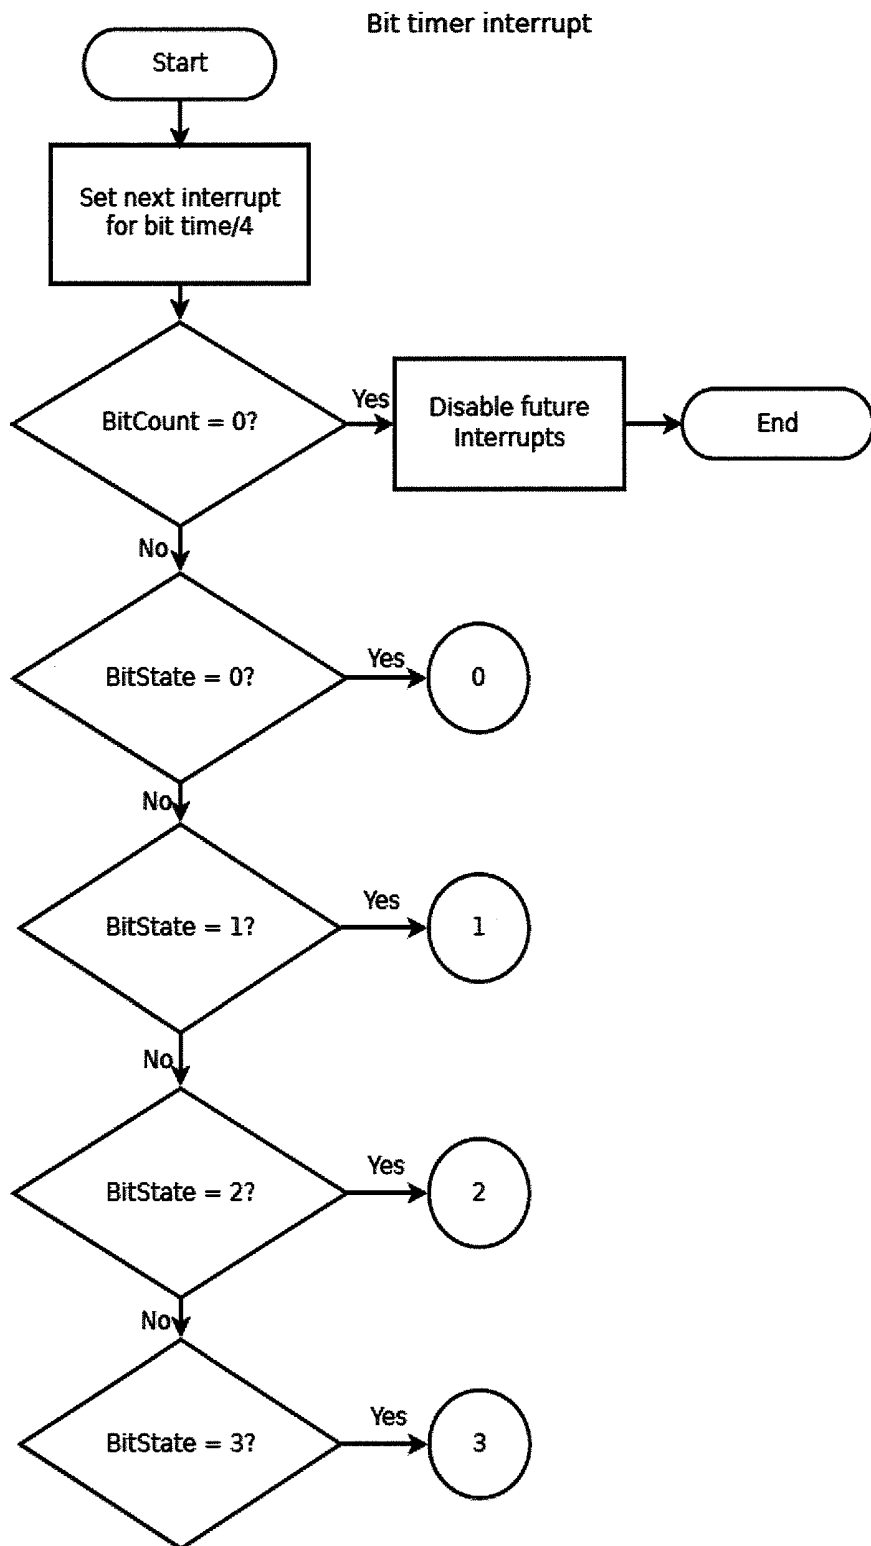 Bit timer interrupt
Start
Set next interrupt
for bit time/4
BitCount = 0?
Yes
Disable future
Interrupts
End
No
BitState = 0?
Yes
0
No
BitState = 1?
Yes
1
No
BitState = 2?
Yes
2
No
BitState = 3?
Yes
3